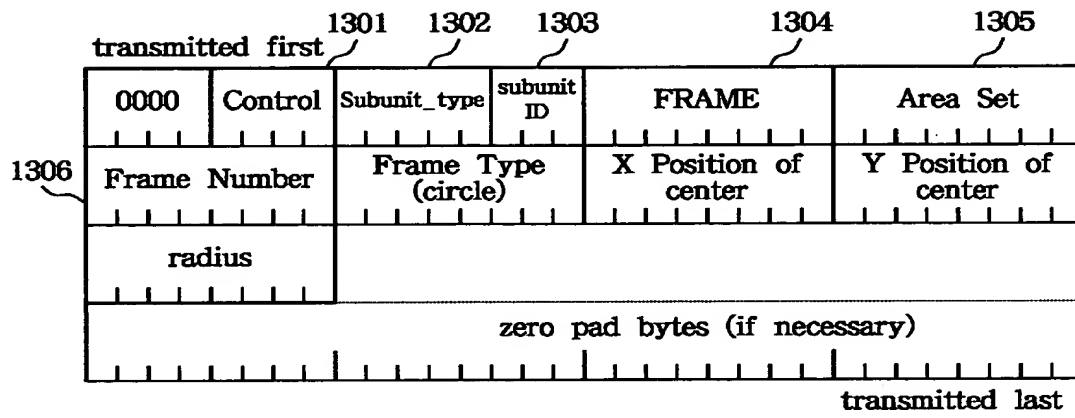 1301 1302 1303 1304 1305
transmitted first
0000 Control Subunit_type subunit ID FRAME Area Set
1306
Frame Number Frame Type (circle) X Position of center Y Position of center
radius
zero pad bytes (if necessary)
transmitted last